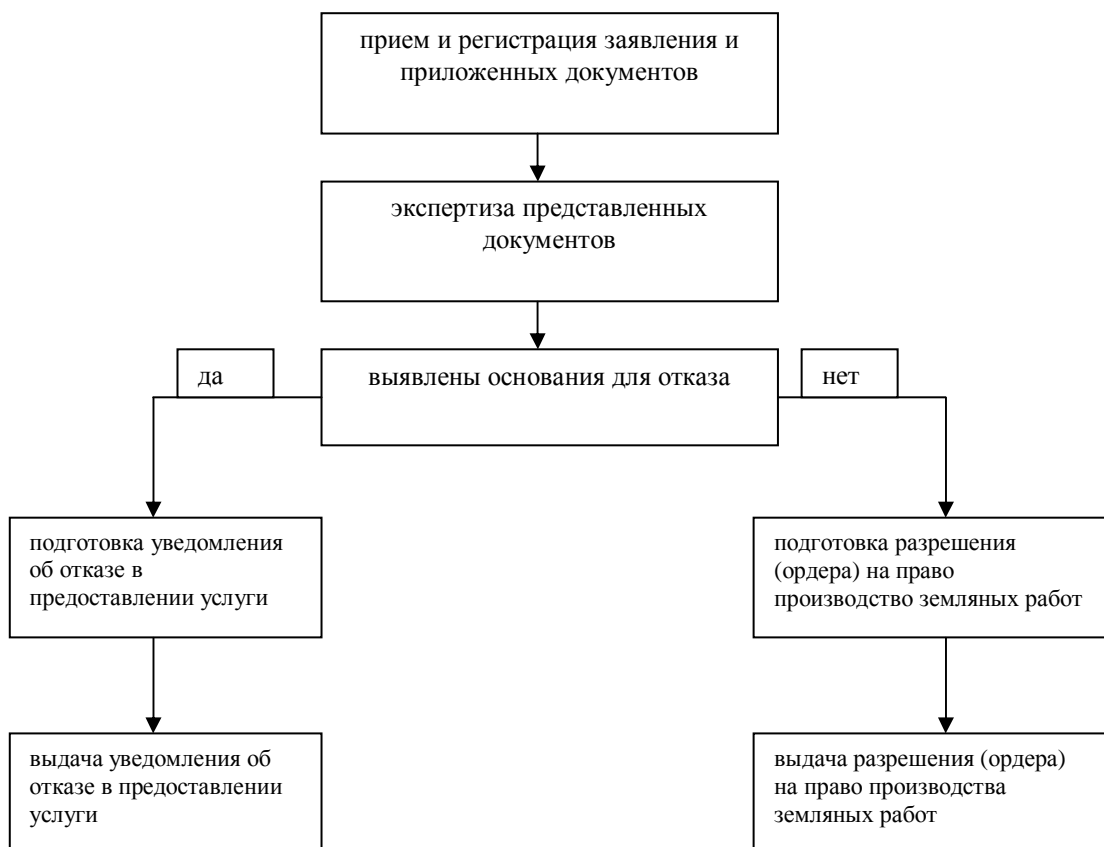 прием и регистрация заявления и
приложенных документов
экспертиза представленных
документов
да
выявлены основания для отказа
нет
подготовка уведомления
об отказе в
предоставлении услуги
подготовка разрешения
(ордера) на право
производство земляных работ
выдача уведомления об
отказе в предоставлении
услуги
выдача разрешения (ордера)
на право производства
земляных работ